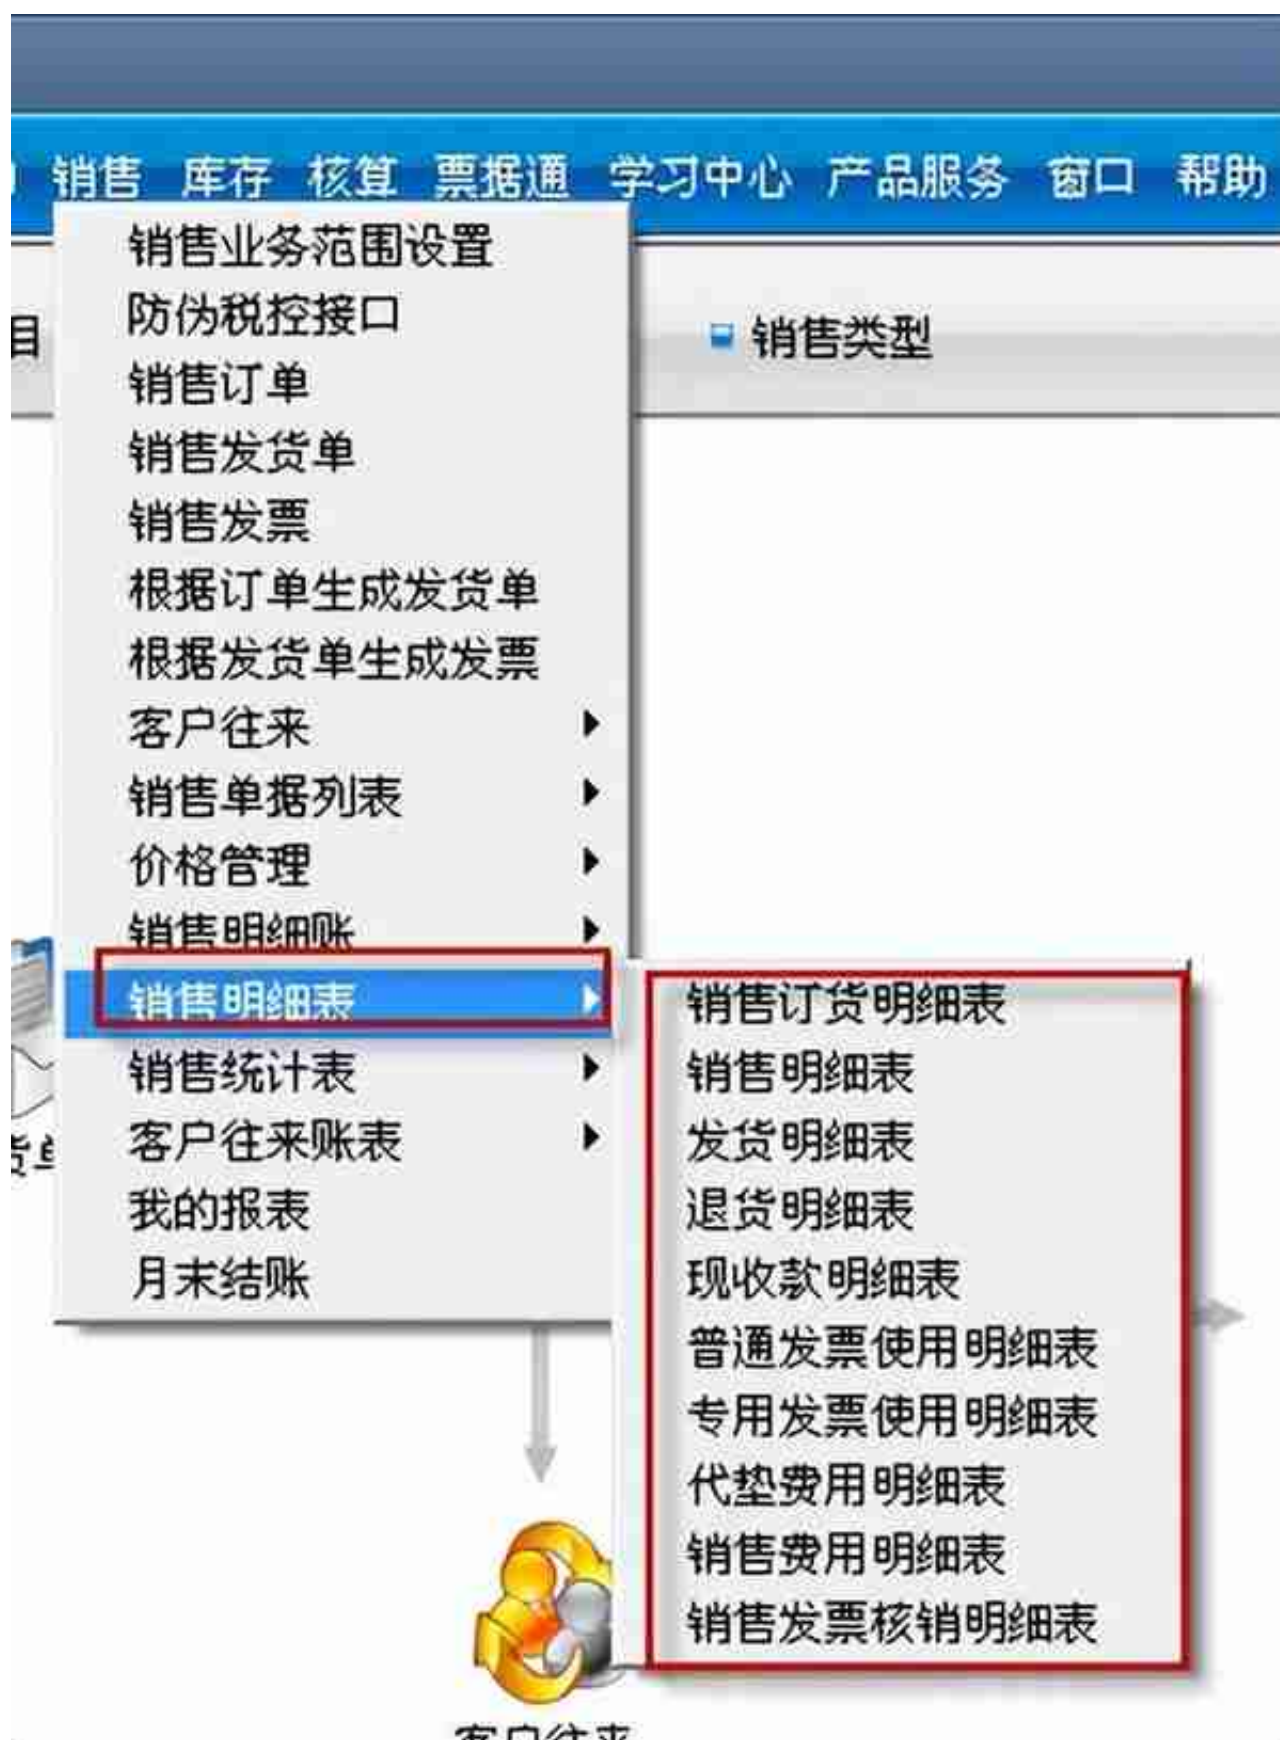 销售 库存 核算 票据通 学习中心 产品服务 窗口 帮助
目
销售类型
销售业务范围设置
防伪税控接口
销售订单
销售发货单
销售发票
根据订单生成发货单
根据发货单生成发票
客户往来
销售单据列表
价格管理
销售明细账
销售明细表
销售统计表
客户往来账表
我的报表
月末结账
销售订货明细表
销售明细表
发货明细表
退货明细表
现收款明细表
普通发票使用明细表
专用发票使用明细表
代垫费用明细表
销售费用明细表
销售发票核销明细表
货单
客户往来